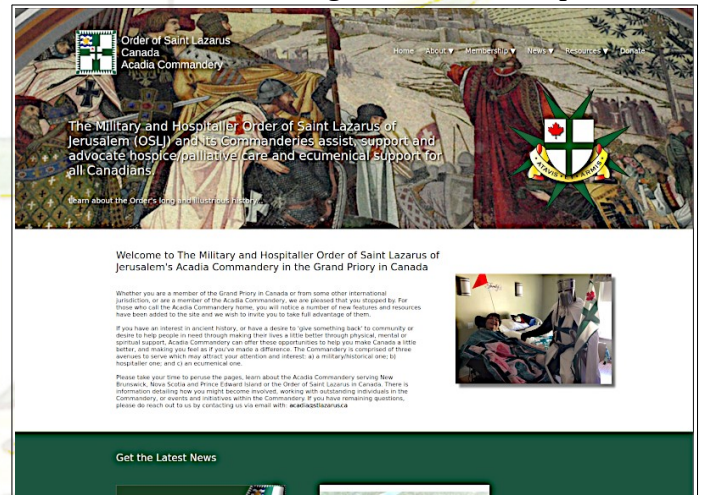 Order of Saint Lazarus
Canada
Acadia Commandery
Home About ▼ Membership ▼ News ▼ Resources ▼ Donate
The Military and Hospitaller Order of Saint Lazarus of
Jerusalem (OSLJ) and its Commanderies assist, support and
advocate hospice/palliative care and ecumenical support for
all Canadians
Learn about the Order's long and illustrious history
ATAVIS ET ARMIS
Welcome to The Military and Hospitaller Order of Saint Lazarus of
Jerusalem's Acadia Commandery in the Grand Priory in Canada
Whether you are a member of the Grand Priory in Canada or from some other international
jurisdiction, or are a member of the Acadia Commandery, we are pleased that you stopped by. For
those who call the Acadia Commandery home, you will notice a number of new features and resources
have been added to the site and we wish to invite you to take full advantage of them.
If you have an interest in ancient history, or have a desire to 'give something back' to community or
desire to help people in need through making their lives a little better through physical, mental or
spiritual support, Acadia Commandery can offer these opportunities to help you make Canada a little
better, and making you feel as if you've made a difference. The Commandery is comprised of three
avenues to serve which may attract your attention and interest: a) a military/historical one; b)
hospitaller one; and c) an ecumenical one.
Please take your time to peruse the pages, learn about the Acadia Commandery serving New
Brunswick, Nova Scotia and Prince Edward Island or the Order of Saint Lazarus in Canada. There is
information detailing how you might become involved, working with outstanding individuals in the
Commandery, or events and initiatives within the Commandery. If you have remaining questions,
please do reach out to us by contacting us via email with: acadia@stlazarus.ca
Get the Latest News